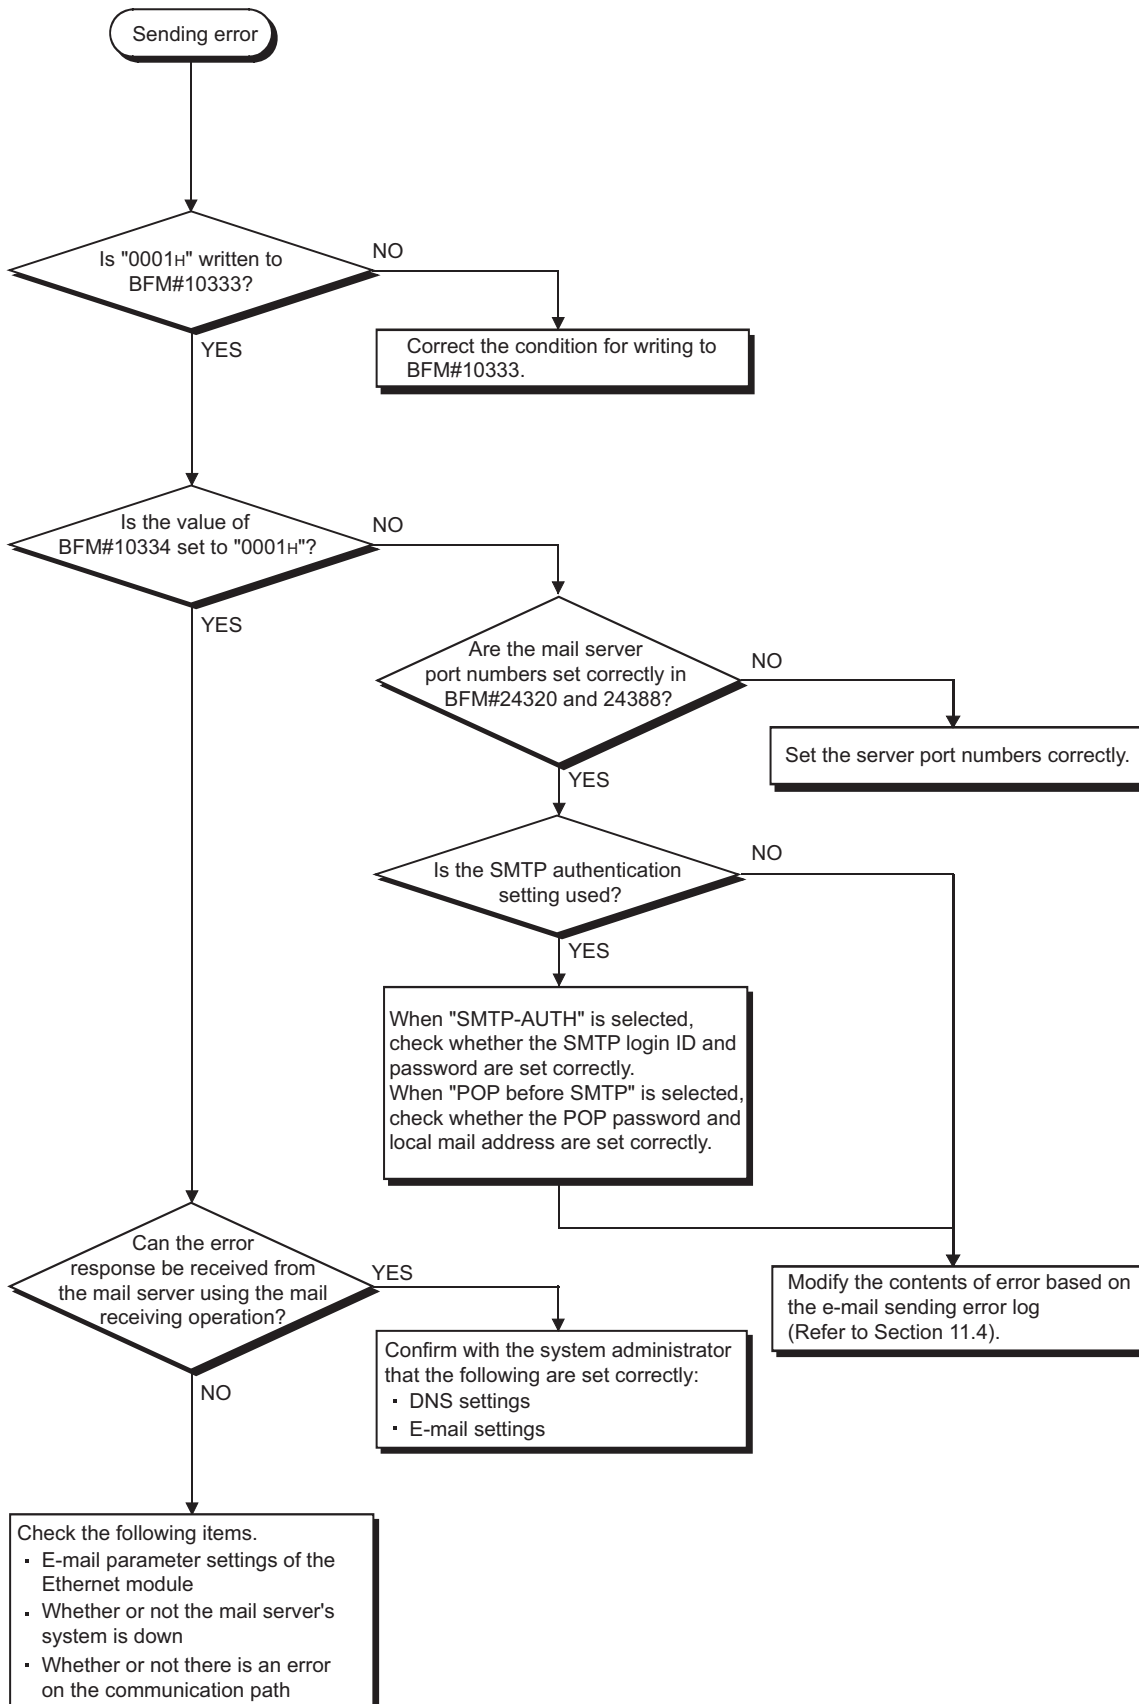 Sending error
Is "0001H" written to
BFM#10333?
NO
YES
Correct the condition for writing to
BFM#10333.
Is the value of
BFM#10334 set to "0001H"?
NO
YES
Are the mail server
port numbers set correctly in
BFM#24320 and 24388?
NO
YES
Set the server port numbers correctly.
Is the SMTP authentication
setting used?
NO
YES
When "SMTP-AUTH" is selected,
check whether the SMTP login ID and
password are set correctly.
When "POP before SMTP" is selected,
check whether the POP password and
local mail address are set correctly.
Can the error
response be received from
the mail server using the mail
receiving operation?
YES
NO
Modify the contents of error based on
the e-mail sending error log
(Refer to Section 11.4).
Confirm with the system administrator
that the following are set correctly:
· DNS settings
· E-mail settings
Check the following items.
· E-mail parameter settings of the
Ethernet module
· Whether or not the mail server's
system is down
· Whether or not there is an error
on the communication path